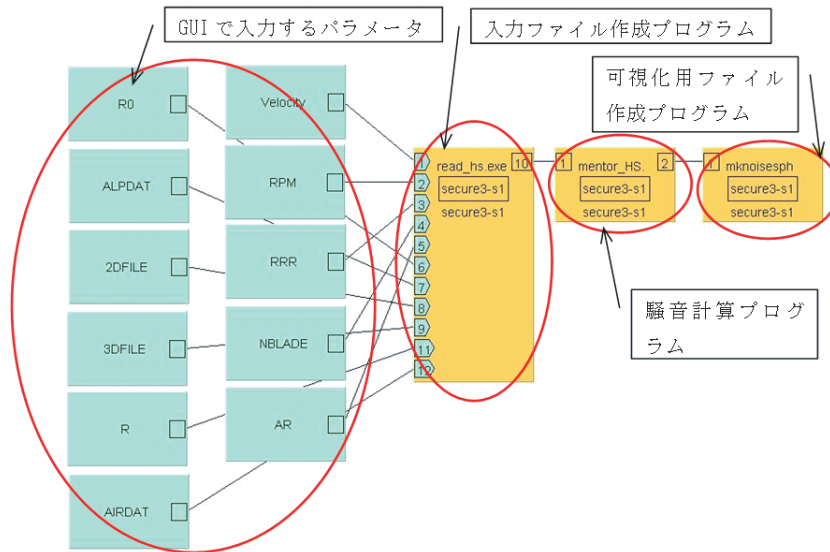 GUIで入力するパラメータ
入力ファイル作成プログラム
可視化用ファイル
作成プログラム
R0
ALPDAT
2DFILE
3DFILE
R
AIRDAT
Velocity
RPM
RRR
NBLADE
AR
1
2
3
4
5
6
7
8
9
11
12
read_hs.exe
10
secure3-s1
secure3-s1
1
mentor_HS.
2
secure3-s1
secure3-s1
1
mknoisesph
secure3-s1
secure3-s1
騒音計算プログ
ラム